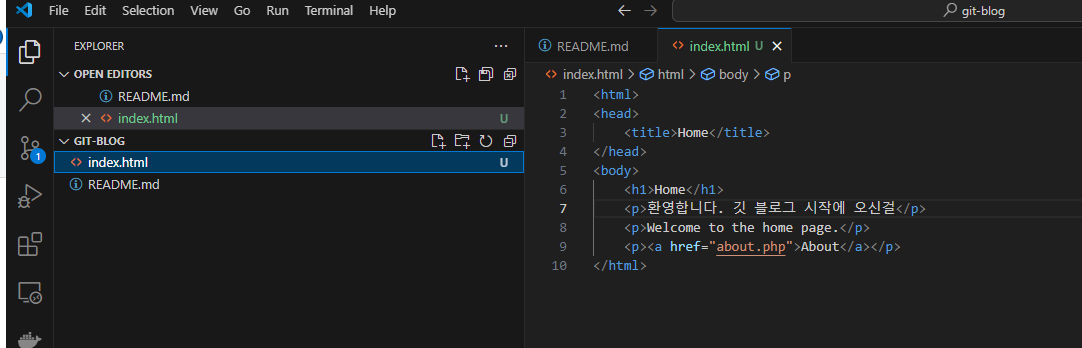 File Edit Selection View Go Run Terminal Help
git-blog
EXPLORER
...
OPEN EDITORS
README.md
index.html U
GIT-BLOG
index.html U
README.md
1
README.md
index.html U
index.html > html > body > p
1 <html>
2 <head>
3 <title>Home</title>
4 </head>
5 <body>
6 <h1>Home</h1>
7 <p>환영합니다. 깃 블로그 시작에 오신걸</p>
8 <p>Welcome to the home page.</p>
9 <p><a href="about.php">About</a></p>
10 </html>